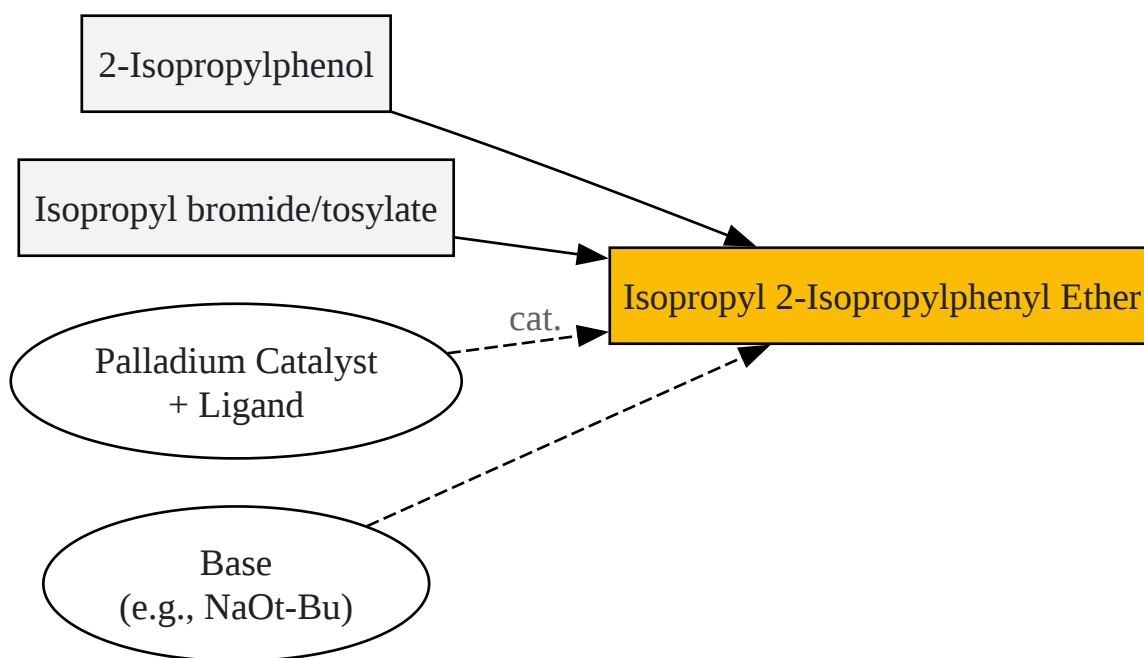 2-Isopropylphenol
Isopropyl bromide/tosylate
Isopropyl 2-Isopropylphenyl Ether
cat.
Palladium Catalyst
+ Ligand
Base
(e.g., NaOt-Bu)